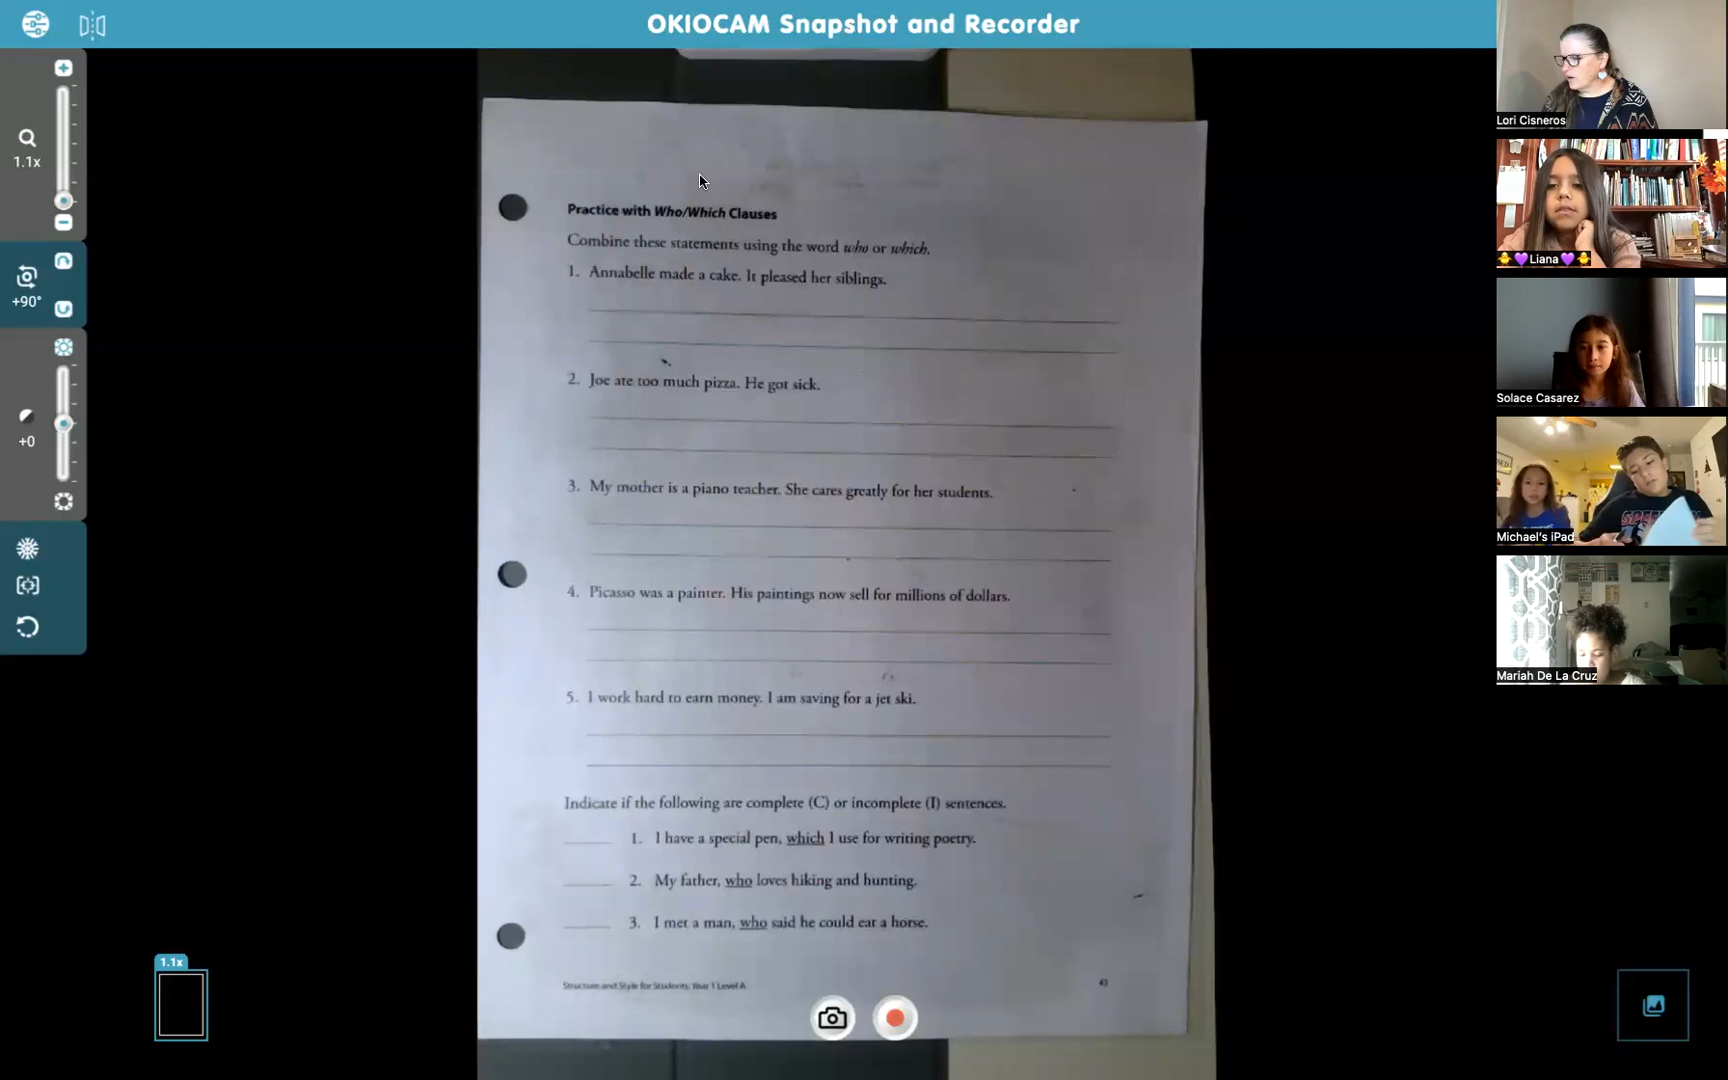 OKIOCAM Snapshot and Recorder
1.1x
+90°
+0
1.1x
Practice with Who/Which Clauses
Combine these statements using the word who or which.
1. Annabelle made a cake. It pleased her siblings.
2. Joe ate too much pizza. He got sick.
3. My mother is a piano teacher. She cares greatly for her students.
4. Picasso was a painter. His paintings now sell for millions of dollars.
5. I work hard to earn money. I am saving for a jet ski.
Indicate if the following are complete (C) or incomplete (I) sentences.
1. I have a special pen, which I use for writing poetry.
2. My father, who loves hiking and hunting.
3. I met a man, who said he could eat a horse.
Structure and Style for Students: Year 1 Level A
43
Lori Cisneros
🐥💜Liana💜🐥
Solace Casarez
Michael's iPad
Mariah De La Cruz